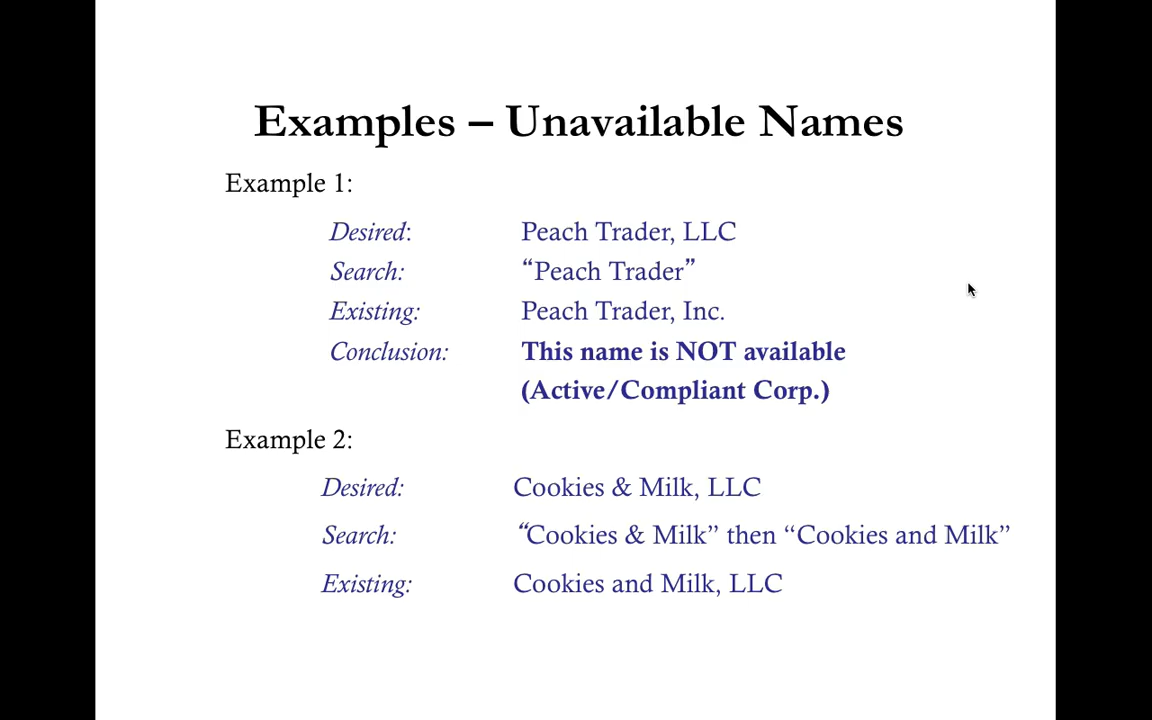 Examples – Unavailable Names
Example 1:
Desired: Peach Trader, LLC
Search: “Peach Trader”
Existing: Peach Trader, Inc.
Conclusion: This name is NOT available
(Active/Compliant Corp.)
Example 2:
Desired: Cookies & Milk, LLC
Search: “Cookies & Milk” then “Cookies and Milk”
Existing: Cookies and Milk, LLC